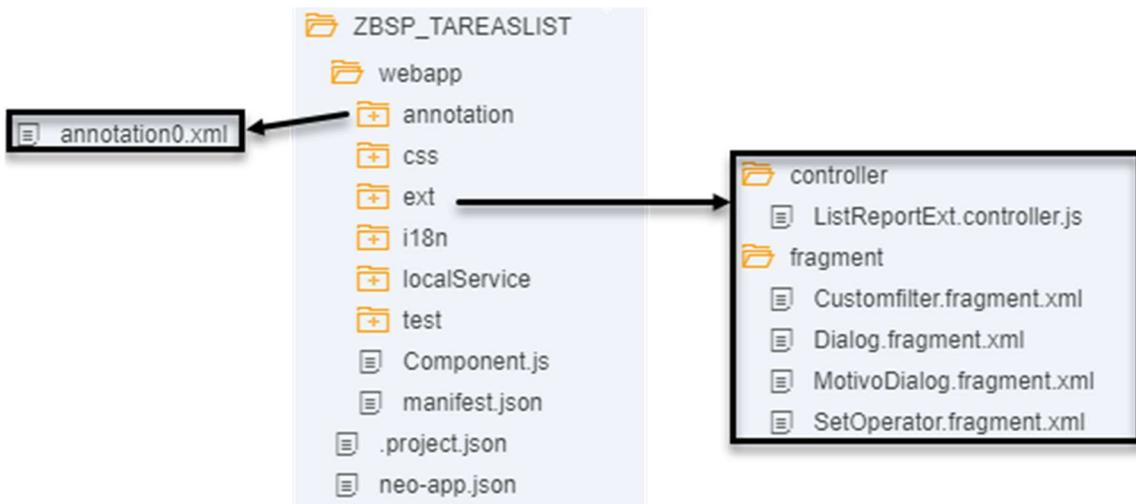 ZBSP_TAREASLIST
webapp
annotation
css
ext
i18n
localService
test
Component.js
manifest.json
.project.json
neo-app.json
annotation0.xml
controller
ListReportExt.controller.js
fragment
Customfilter.fragment.xml
Dialog.fragment.xml
MotivoDialog.fragment.xml
SetOperator.fragment.xml